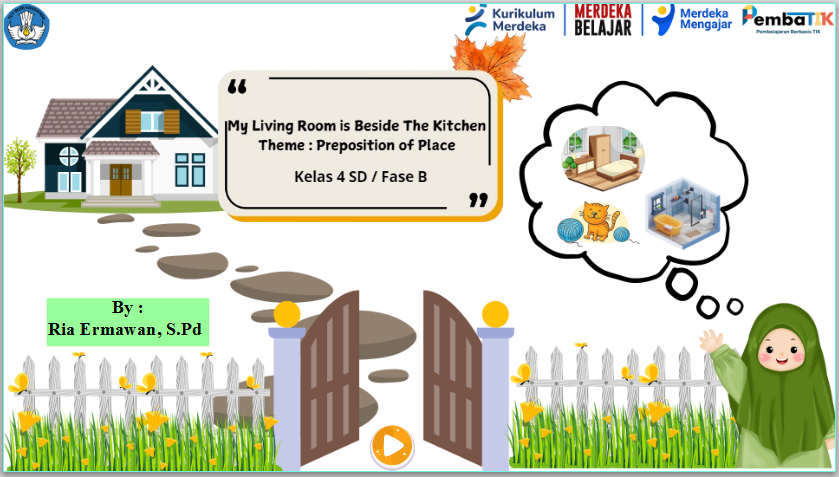 Kurikulum
Merdeka
MERDEKA
BELAJAR
Merdeka
Mengajar
PembaTIK
Pembelajaran Berbasis TIK
“
My Living Room is Beside The Kitchen
Theme : Preposition of Place
Kelas 4 SD / Fase B
”
By :
Ria Ermawan, S.Pd